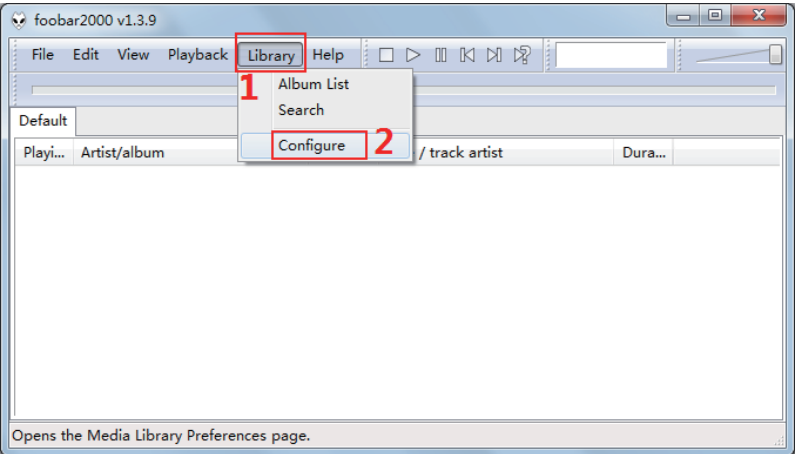 foobar2000 v1.3.9
File Edit View Playback Library Help
1
Album List
Search
Configure 2
Default
Playi... Artist/album / track artist Dura...
Opens the Media Library Preferences page.